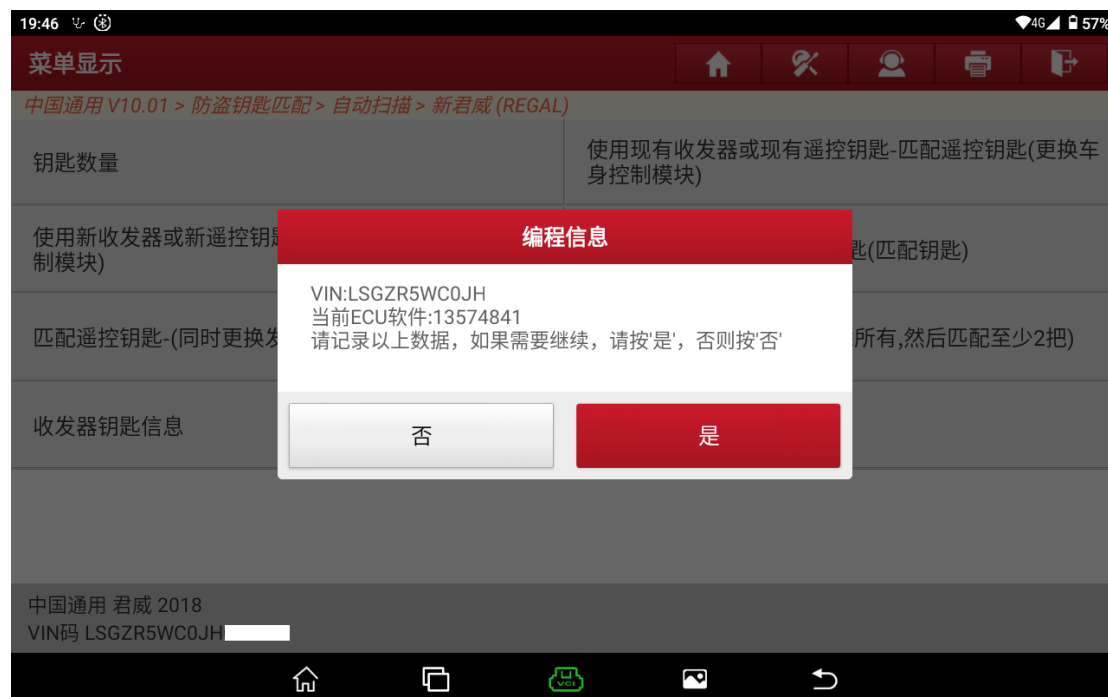 19:46
4G
57%
菜单显示
中国通用 V10.01 > 防盗钥匙匹配 > 自动扫描 > 新君威 (REGAL)
钥匙数量
使用现有收发器或现有遥控钥匙-匹配遥控钥匙(更换车
身控制模块)
使用新收发器或新遥控钥
制模块)
匙(匹配钥匙)
匹配遥控钥匙-(同时更换发
所有,然后匹配至少2把)
收发器钥匙信息
编程信息
VIN:LSGZR5WC0JH
当前ECU软件:13574841
请记录以上数据，如果需要继续，请按'是'，否则按'否'
否
是
中国通用 君威 2018
VIN码 LSGZR5WC0JH
VCI